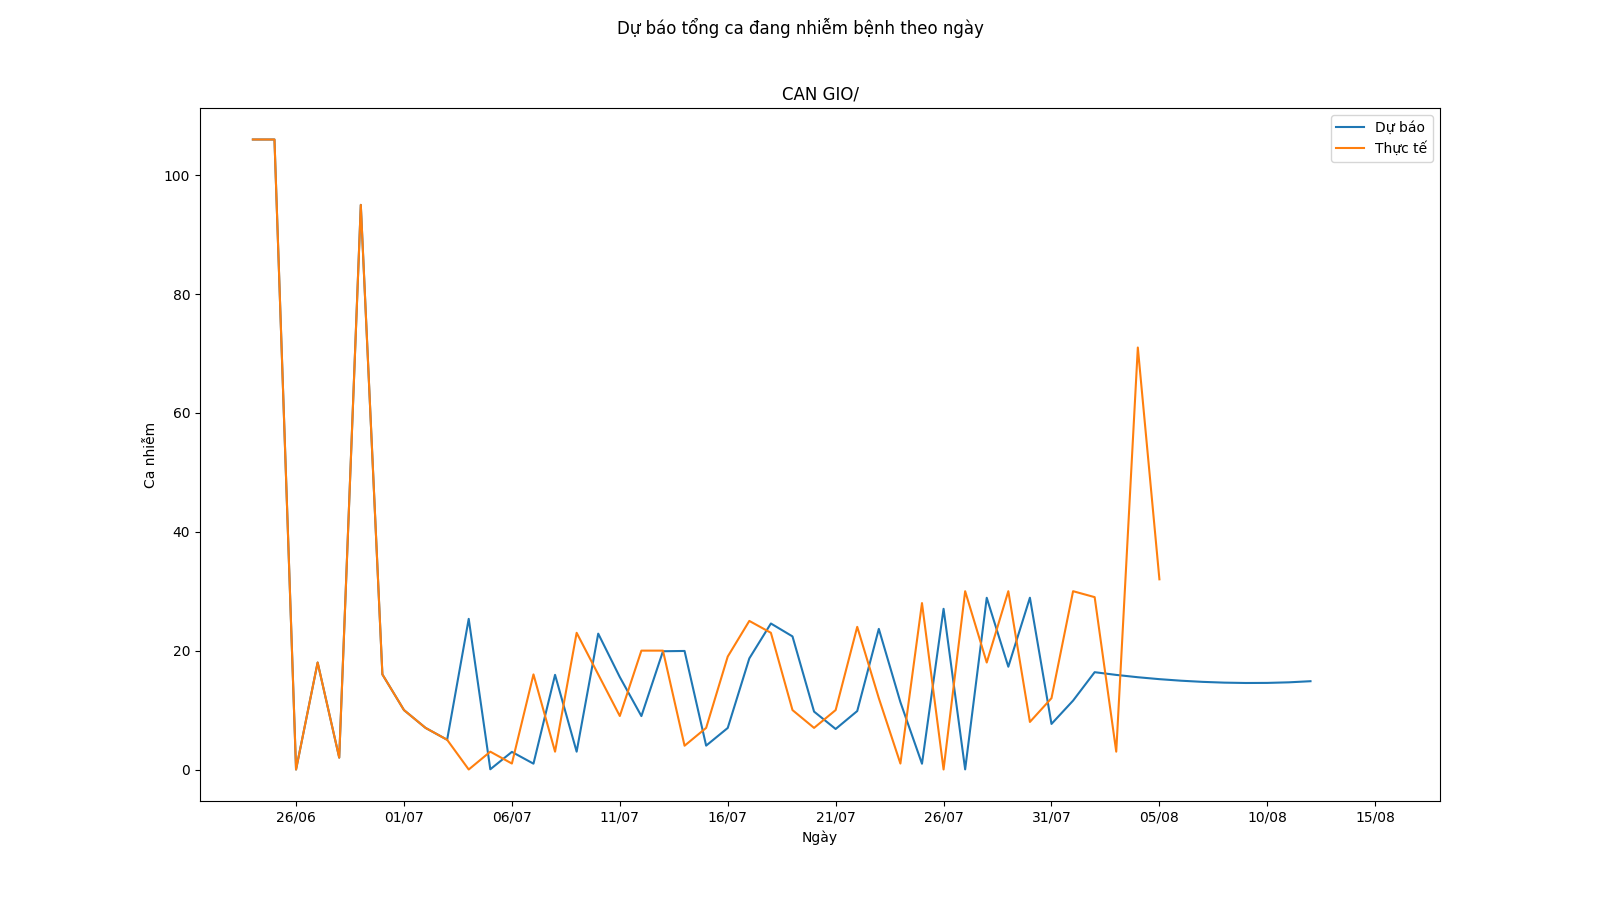 Dự báo tổng ca đang nhiễm bệnh theo ngày
CAN GIO/
Dự báo
Thực tế
100
80
60
40
20
0
Ca nhiễm
26/06
01/07
06/07
11/07
16/07
21/07
26/07
31/07
05/08
10/08
15/08
Ngày